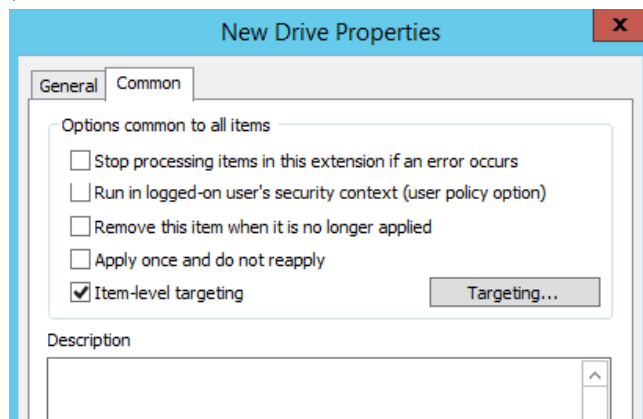 New Drive Properties
x
General Common
Options common to all items
Stop processing items in this extension if an error occurs
Run in logged-on user's security context (user policy option)
Remove this item when it is no longer applied
Apply once and do not reapply
Item-level targeting Targeting...
Description